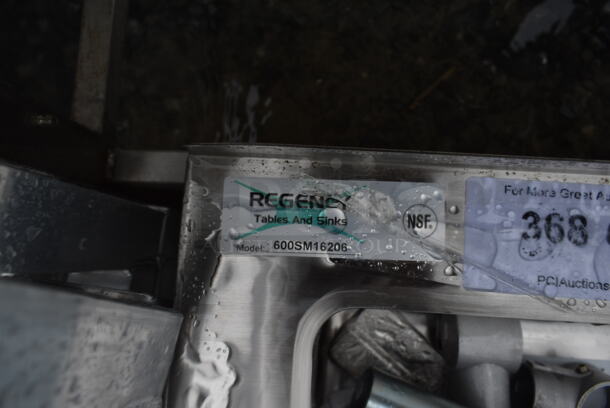 REGENCY
Tables And Sinks
Model: 600SM16206
NSF.
For More Great A
368
PCIAuctions